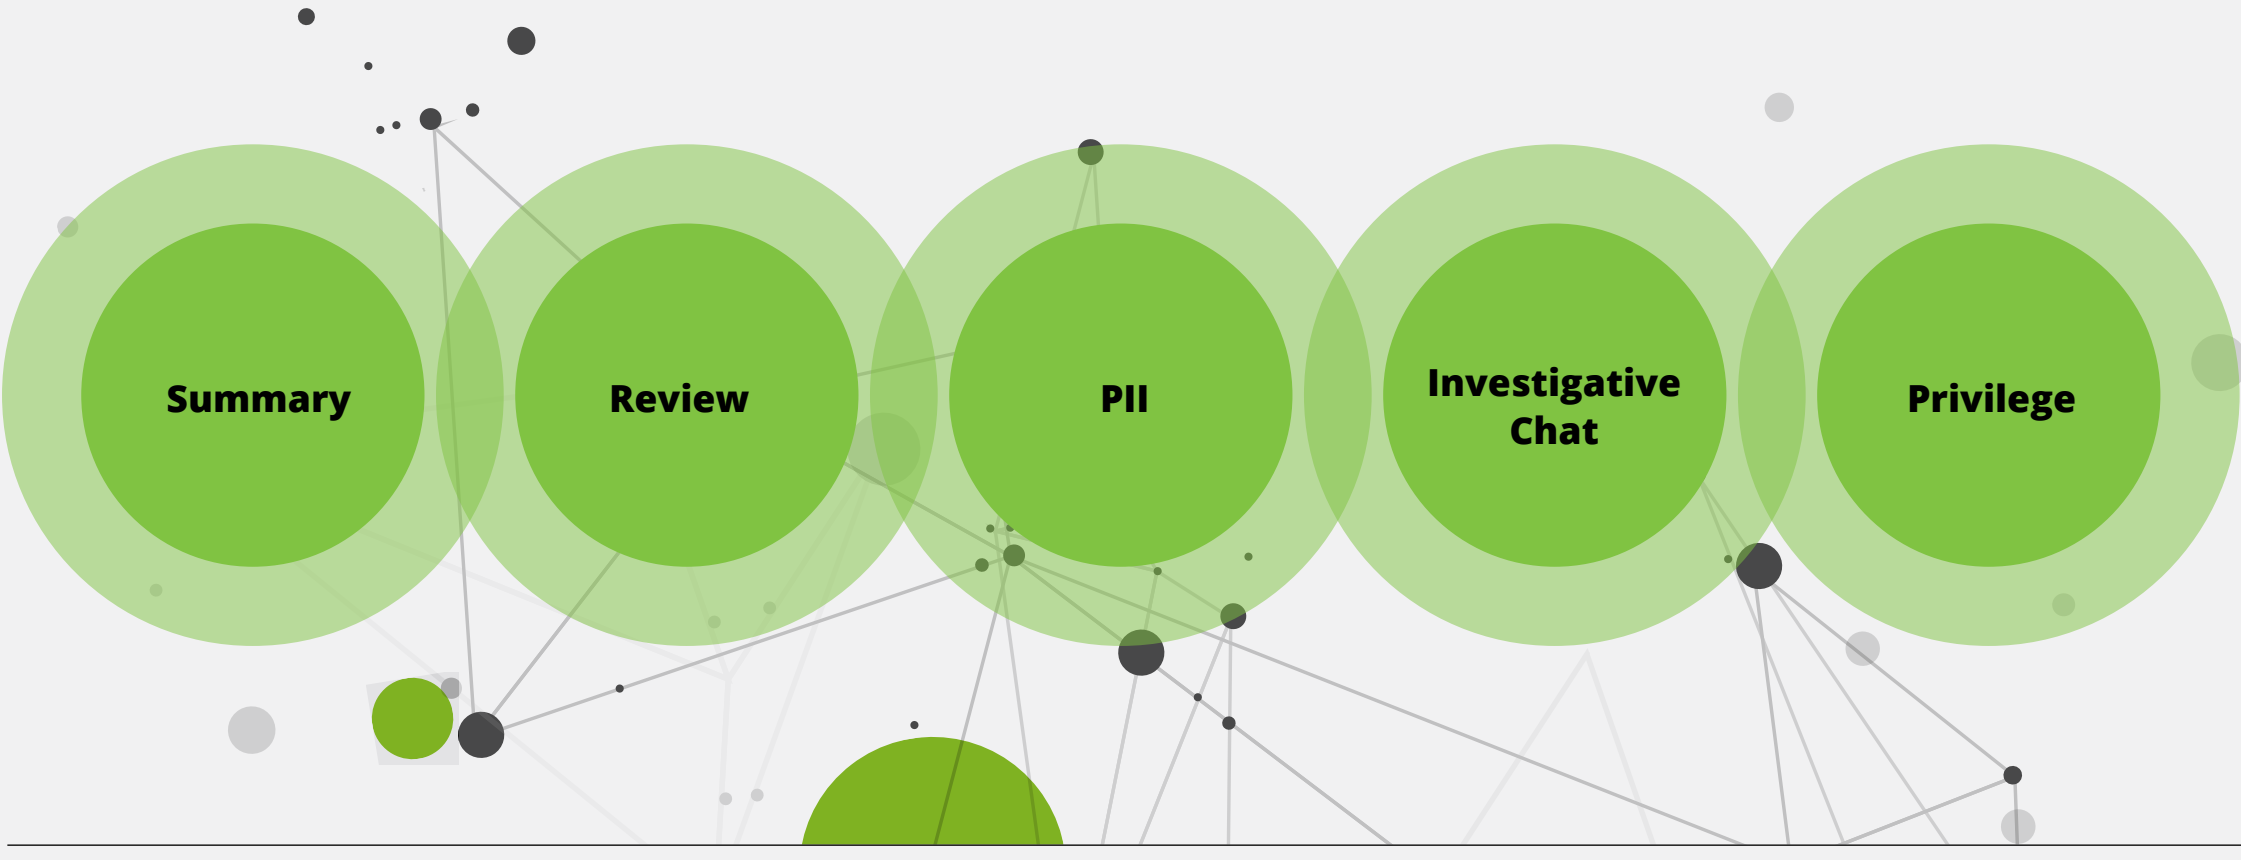 Summary
Review
PII
Investigative
Chat
Privilege